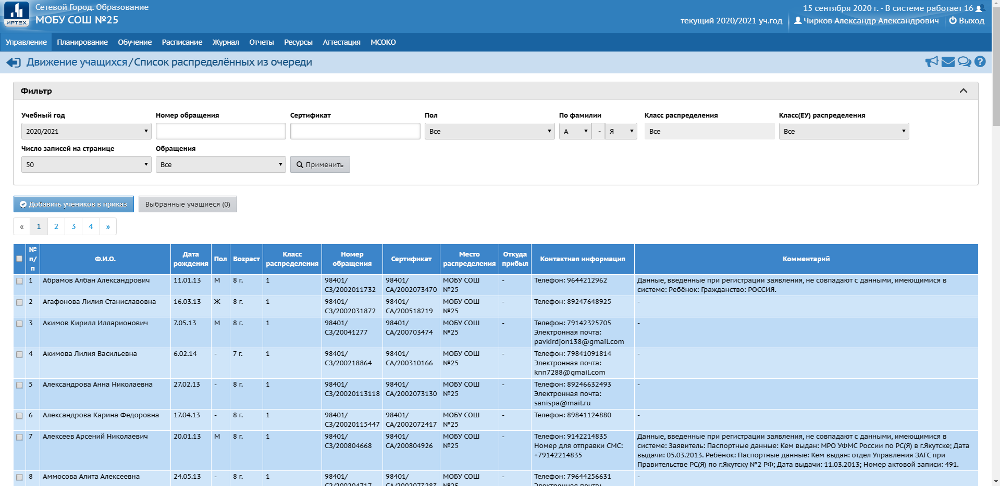 Сетевой Город. Образование
МОБУ СОШ №25
ИРТЕХ
15 сентября 2020 г. - В системе работает 16
текущий 2020/2021 уч.год
Чирков Александр Александрович
Выход
Управление Планирование Обучение Расписание Журнал Отчеты Ресурсы Аттестация МСОКО
Движение учащихся/Список распределённых из очереди
Фильтр
Учебный год Номер обращения Сертификат Пол По фамилии Класс распределения Класс(ЕУ) распределения
2020/2021 Все А - Я Все Все
Число записей на странице Обращения
50 Все Применить
Добавить учеников в приказ Выбранные учащиеся (0)
« 1 2 3 4 »
№ п/п Ф.И.О. Дата рождения Пол Возраст Класс распределения Номер обращения Сертификат Место распределения Откуда прибыл Контактная информация Комментарий
1 Абрамов Албан Александрович 11.01.13 М 8 г. 1 98401/ 98401/ МОБУ СОШ - Телефон: 9644212962 Данные, введенные при регистрации заявления, не совпадают с данными, имеющимися в
СЗ/2002011732 СА/2002073470 №25 системе: Ребёнок: Гражданство: РОССИЯ.
2 Агафонова Лилия Станиславовна 16.03.13 Ж 8 г. 1 98401/ 98401/ МОБУ СОШ - Телефон: 89247648925 -
СЗ/2002031872 СА/200518219 №25
3 Акимов Кирилл Илларионович 7.05.13 М 8 г. 1 98401/ 98401/ МОБУ СОШ - Телефон: 79142325705 -
СЗ/20041277 СА/200703474 №25 Электронная почта:
pavkirdjon138@gmail.com
4 Акимова Лилия Васильевна 6.02.14 - 7 г. 1 98401/ 98401/ МОБУ СОШ - Телефон: 79841091814 -
СЗ/200218864 СА/200310166 №25 Электронная почта:
knn7288@gmail.com
5 Александрова Анна Николаевна 27.02.13 - 8 г. 1 98401/ 98401/ МОБУ СОШ - Телефон: 89246632493 -
СЗ/20020113118 СА/2002073130 №25 Электронная почта:
sanispa@mail.ru
6 Александрова Карина Федоровна 17.04.13 - 8 г. 1 98401/ 98401/ МОБУ СОШ - Телефон: 89841124880 -
СЗ/20020115447 СА/2002072417 №25
7 Алексеев Арсений Николаевич 20.01.13 М 8 г. 1 98401/ 98401/ МОБУ СОШ - Телефон: 9142214835 Данные, введенные при регистрации заявления, не совпадают с данными, имеющимися в
СЗ/200804668 СА/200804926 №25 Номер для отправки СМС: системе: Заявитель: Паспортные данные: Кем выдан: МРО УФМС России по РС(Я) в г.Якутске; Дата
+79142214835 выдачи: 05.03.2013. Ребёнок: Паспортные данные: Кем выдан: отдел Управления ЗАГС при
Правительстве РС(Я) по г.Якутску №2 РФ; Дата выдачи: 11.03.2013; Номер актовой записи: 491.
8 Аммосова Алита Алексеевна 24.05.13 - 8 г. 1 98401/ 98401/ МОБУ СОШ - Телефон: 79644256631 -